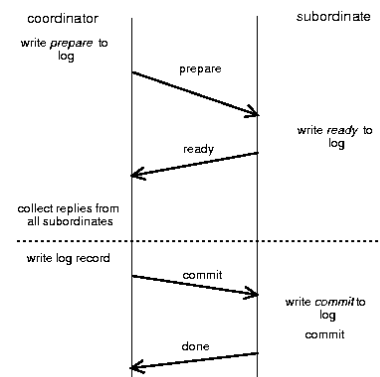 coordinator
subordinate
write prepare to
log
prepare
write ready to
log
ready
collect replies from
all subordinates
write log record
commit
write commit to
log
commit
done